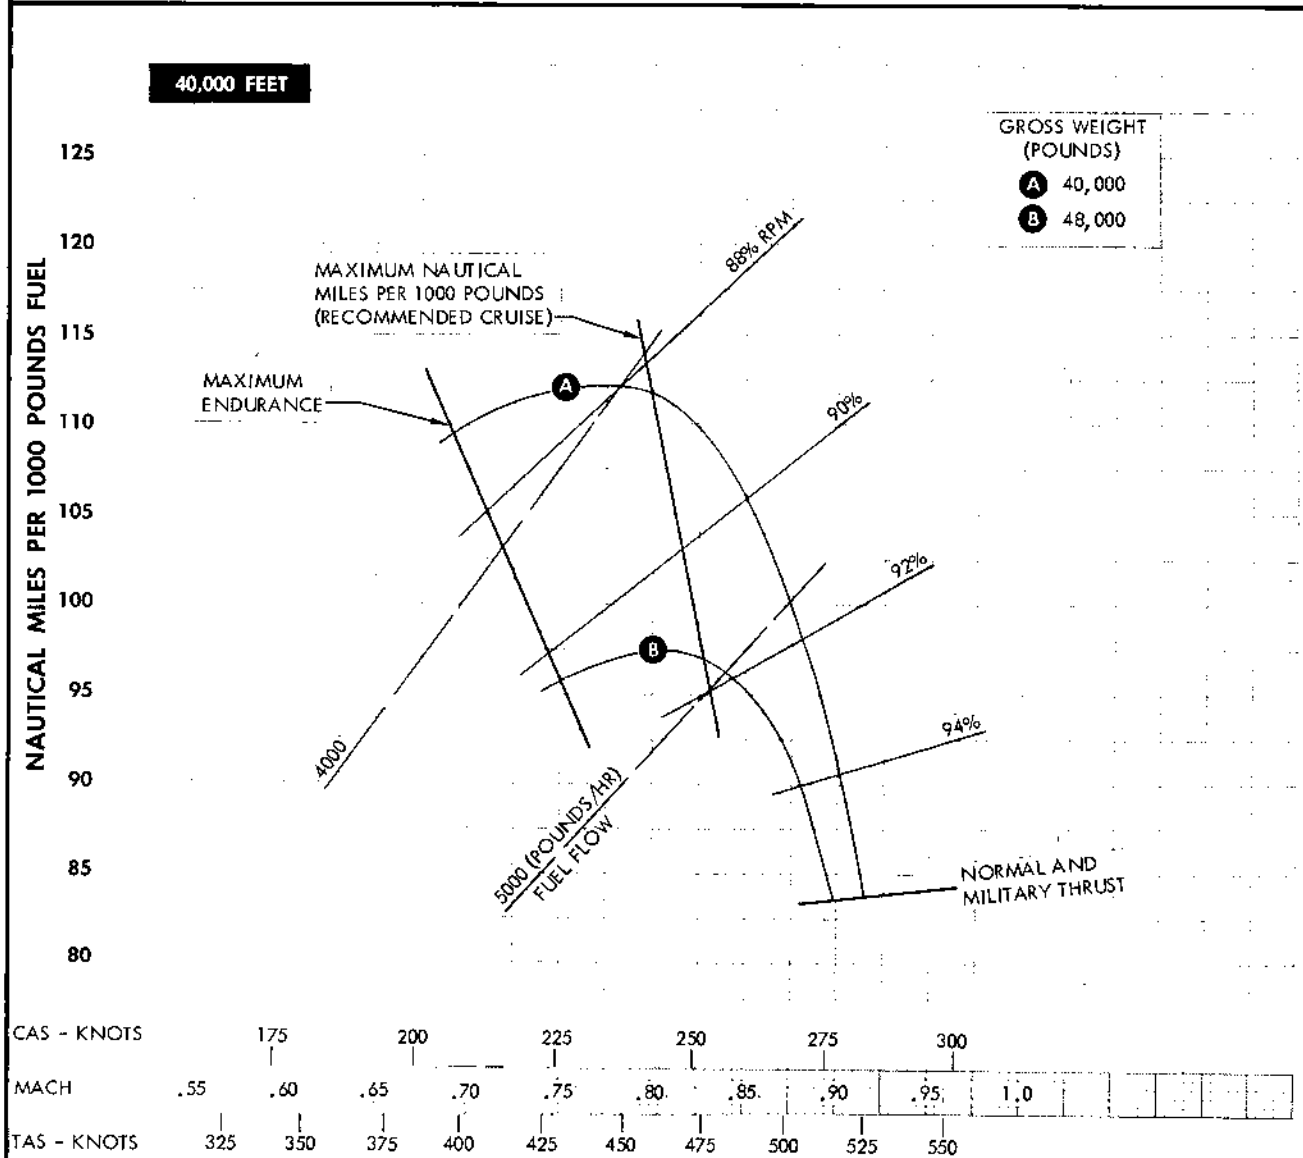 40,000 FEET
GROSS WEIGHT
(POUNDS)
A 40,000
B 48,000
NAUTICAL MILES PER 1000 POUNDS FUEL
125
120
115
110
105
100
95
90
85
80
MAXIMUM NAUTICAL
MILES PER 1000 POUNDS
(RECOMMENDED CRUISE)
MAXIMUM
ENDURANCE
88% RPM
90%
92%
94%
A
B
4000
5000 (POUNDS/HR)
FUEL FLOW
NORMAL AND
MILITARY THRUST
CAS - KNOTS 175 200 225 250 275 300
MACH .55 .60 .65 .70 .75 .80 .85 .90 .95 1.0
TAS - KNOTS 325 350 375 400 425 450 475 500 525 550